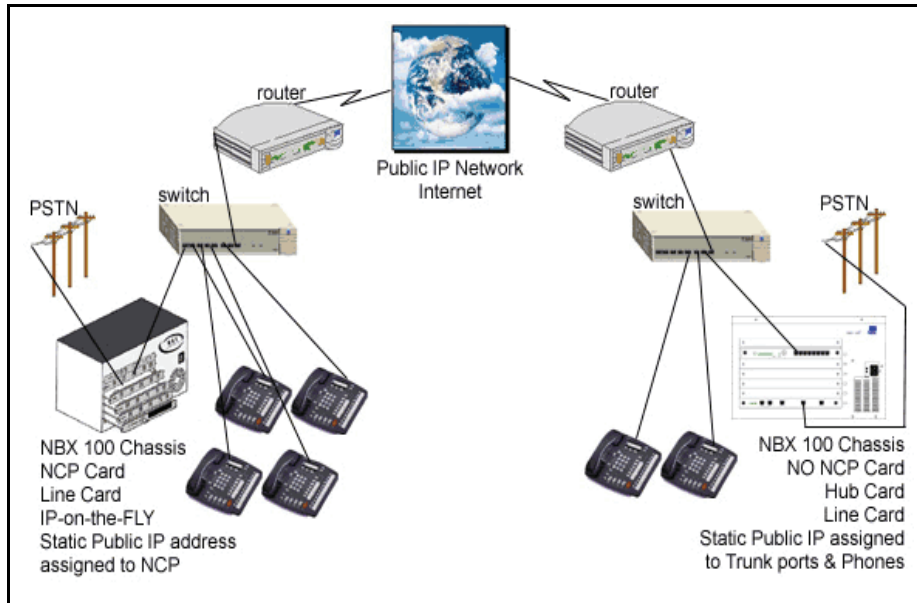 router
router
Public IP Network
Internet
switch
switch
PSTN
PSTN
NBX 100 Chassis
NCP Card
Line Card
IP-on-the-FLY
Static Public IP address
assigned to NCP
NBX 100 Chassis
NO NCP Card
Hub Card
Line Card
Static Public IP assigned
to Trunk ports & Phones